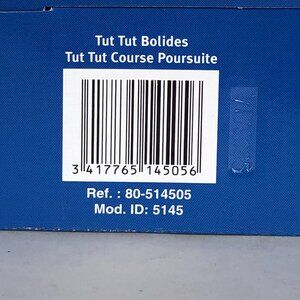 Tut Tut Bolides
Tut Tut Course Poursuite
3 417765 145056
Ref. : 80-514505
Mod. ID: 5145